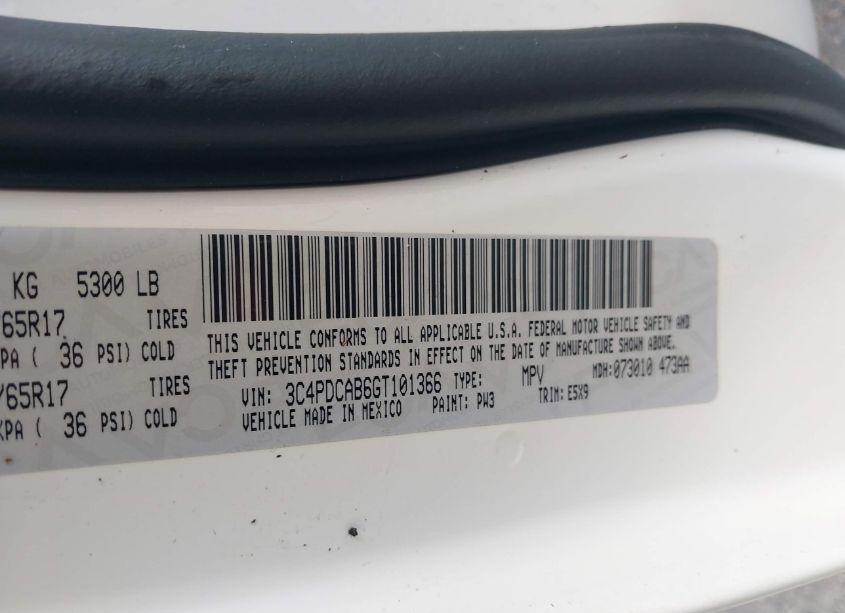 KG 5300 LB
/65R17 TIRES
KPA ( 36 PSI) COLD
/65R17 TIRES
KPA ( 36 PSI) COLD
THIS VEHICLE CONFORMS TO ALL APPLICABLE U.S.A. FEDERAL MOTOR VEHICLE SAFETY AND
THEFT PREVENTION STANDARDS IN EFFECT ON THE DATE OF MANUFACTURE SHOWN ABOVE.
VIN: 3C4PDCAB6GT101366 TYPE: MPV MDH:073010 473AA
VEHICLE MADE IN MEXICO PAINT: PW3 TRIM: E5X9